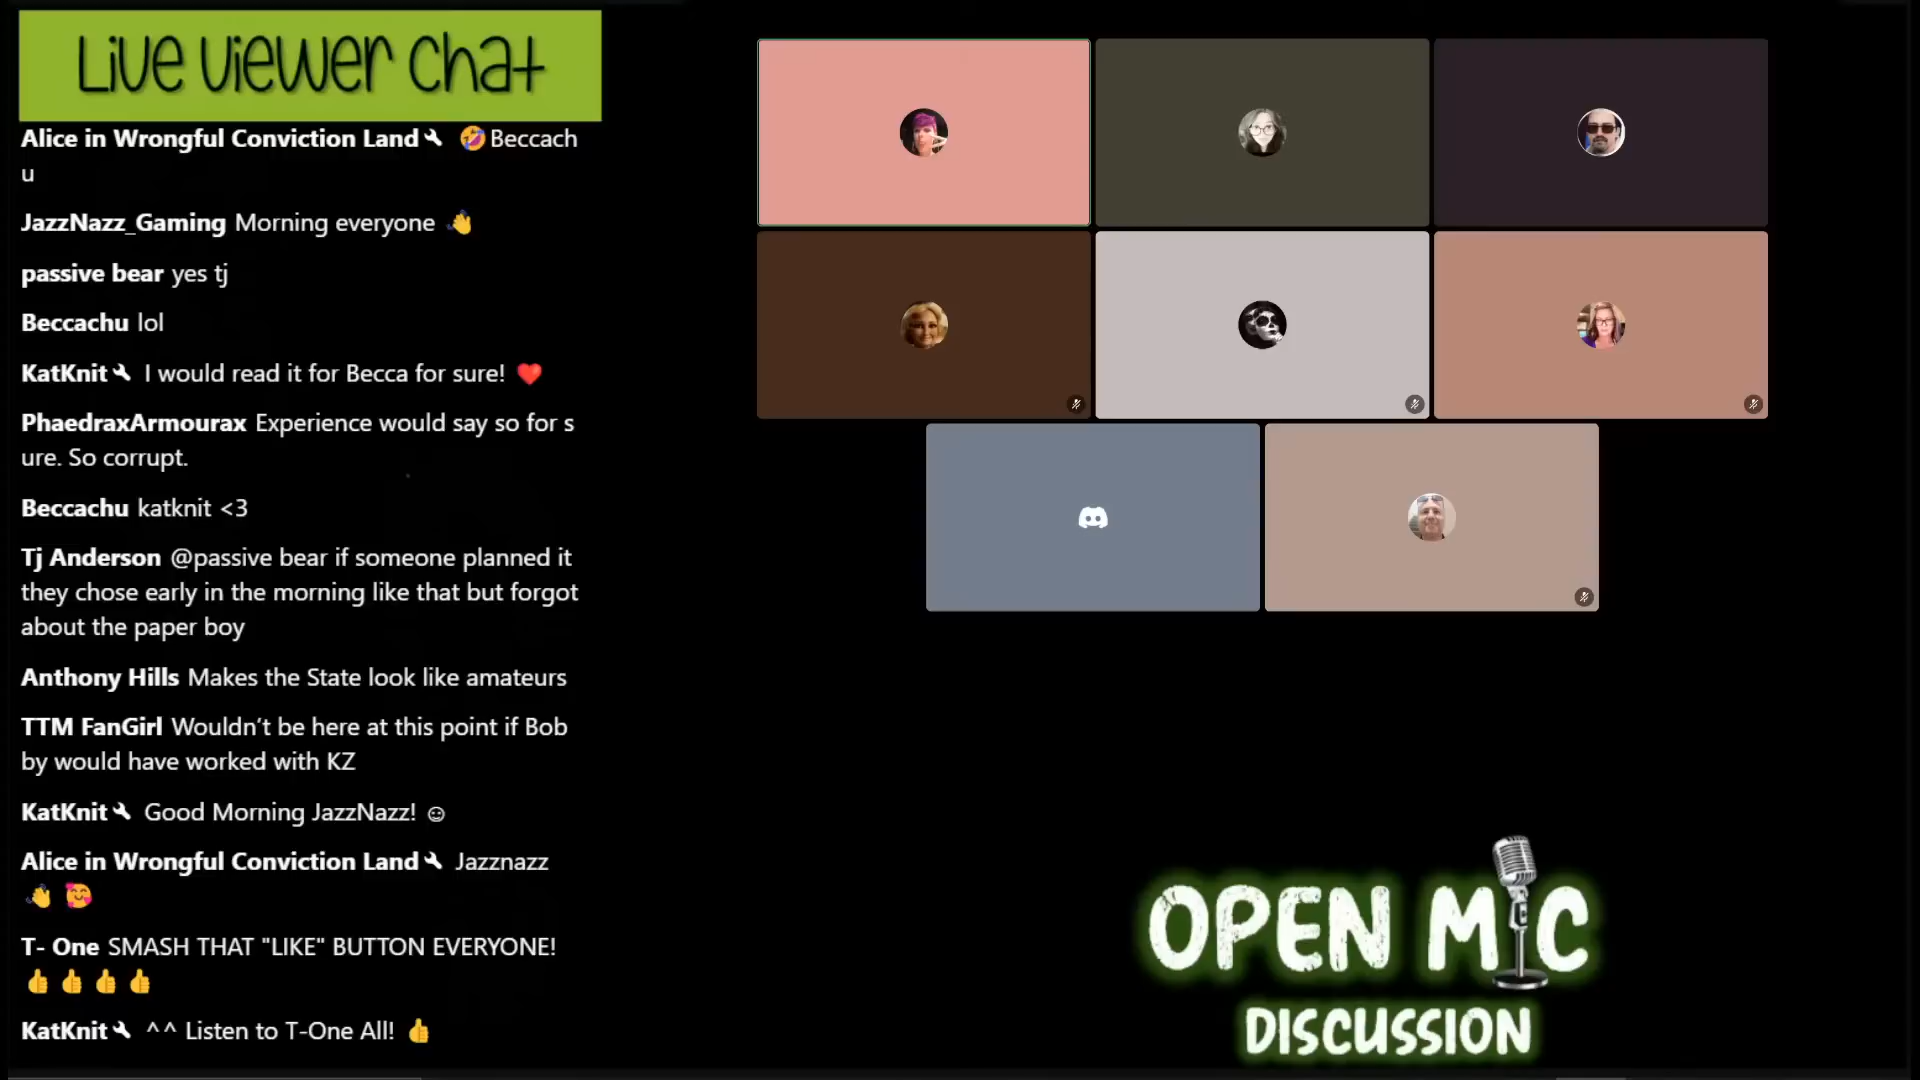 Live Viewer Chat
Alice in Wrongful Conviction Land 🤣Beccach
u
JazzNazz_Gaming Morning everyone 👋
passive bear yes tj
Beccachu lol
KatKnit I would read it for Becca for sure! ❤️
PhaedraxArmourax Experience would say so for s
ure. So corrupt.
Beccachu katknit <3
Tj Anderson @passive bear if someone planned it
they chose early in the morning like that but forgot
about the paper boy
Anthony Hills Makes the State look like amateurs
TTM FanGirl Wouldn’t be here at this point if Bob
by would have worked with KZ
KatKnit Good Morning JazzNazz! ☺
Alice in Wrongful Conviction Land Jazznazz
👋 🥰
T- One SMASH THAT "LIKE" BUTTON EVERYONE!
👍 👍 👍 👍
KatKnit ^^ Listen to T-One All! 👍
OPEN MIC
DISCUSSION